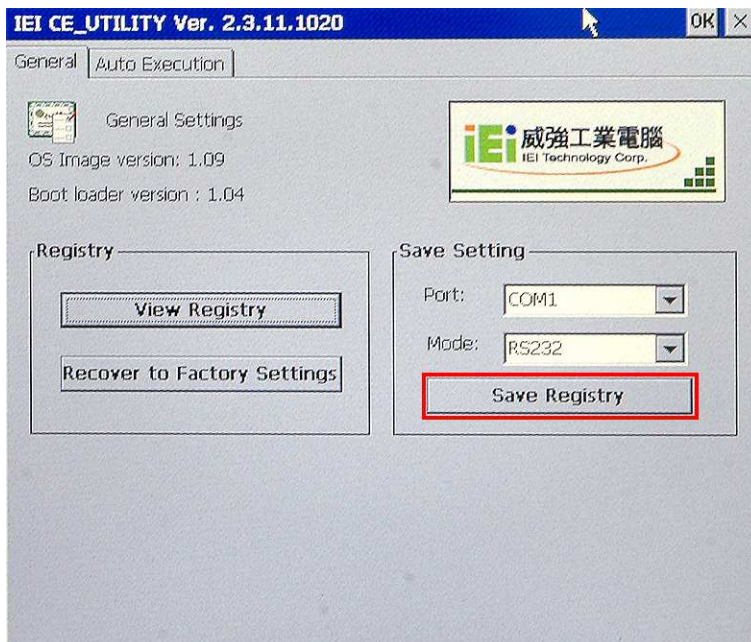 IEI CE_UTILITY Ver. 2.3.11.1020
OK
General
Auto Execution
General Settings
OS Image version: 1.09
Boot loader version : 1.04
iEi 威強工業電腦
IEI Technology Corp.
Registry
View Registry
Recover to Factory Settings
Save Setting
Port: COM1
Mode: RS232
Save Registry